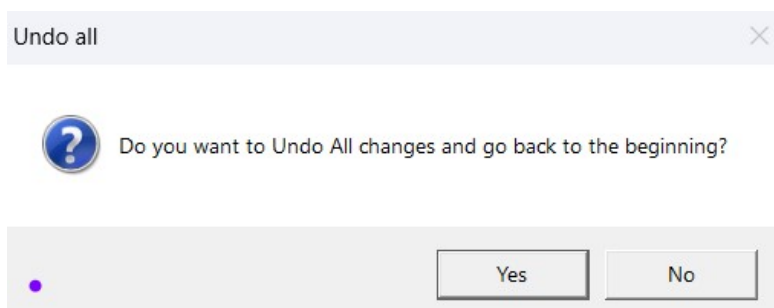 Undo all
Do you want to Undo All changes and go back to the beginning?
Yes
No